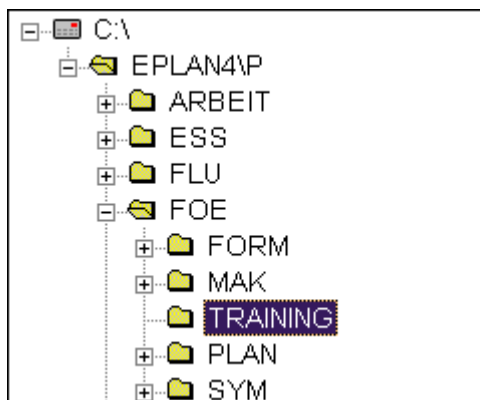 C:\
EPLAN4\P
ARBEIT
ESS
FLU
FOE
FORM
MAK
TRAINING
PLAN
SYM